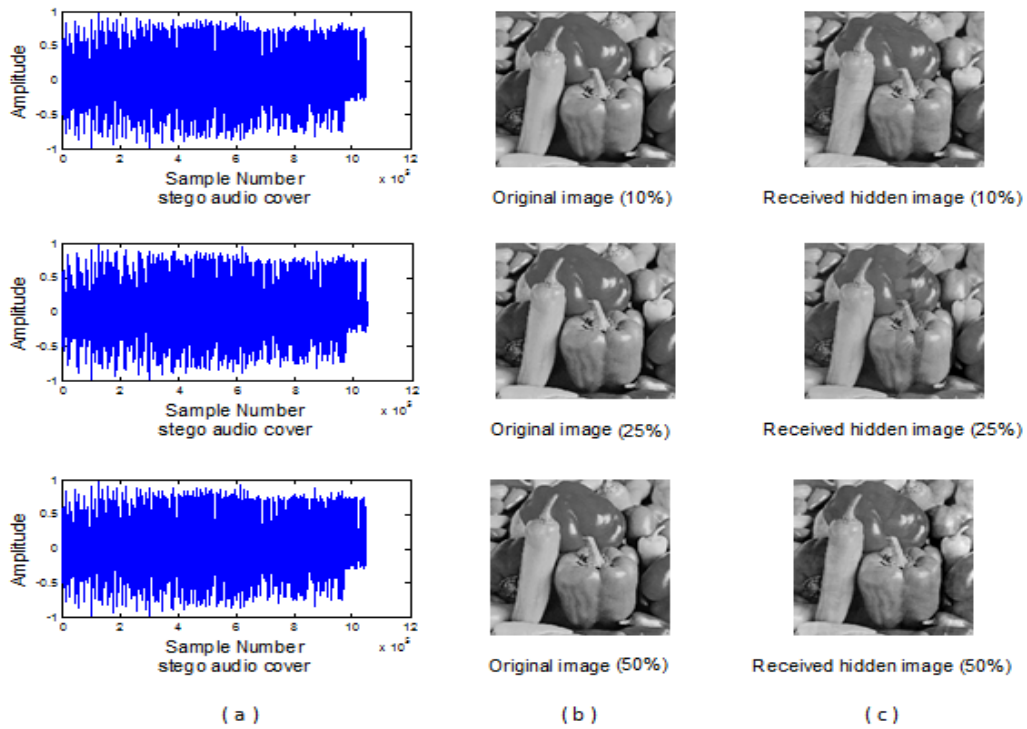 1
0.5
0
-0.5
-1
Amplitude
0 2 4 6 8 10 12
Sample Number x 10⁵
stego audio cover
Original image (10%)
Received hidden image (10%)
1
0.5
0
-0.5
-1
Amplitude
0 2 4 6 8 10 12
Sample Number x 10⁵
stego audio cover
Original image (25%)
Received hidden image (25%)
1
0.5
0
-0.5
-1
Amplitude
0 2 4 6 8 10 12
Sample Number x 10⁵
stego audio cover
Original image (50%)
Received hidden image (50%)
( a )
( b )
( c )